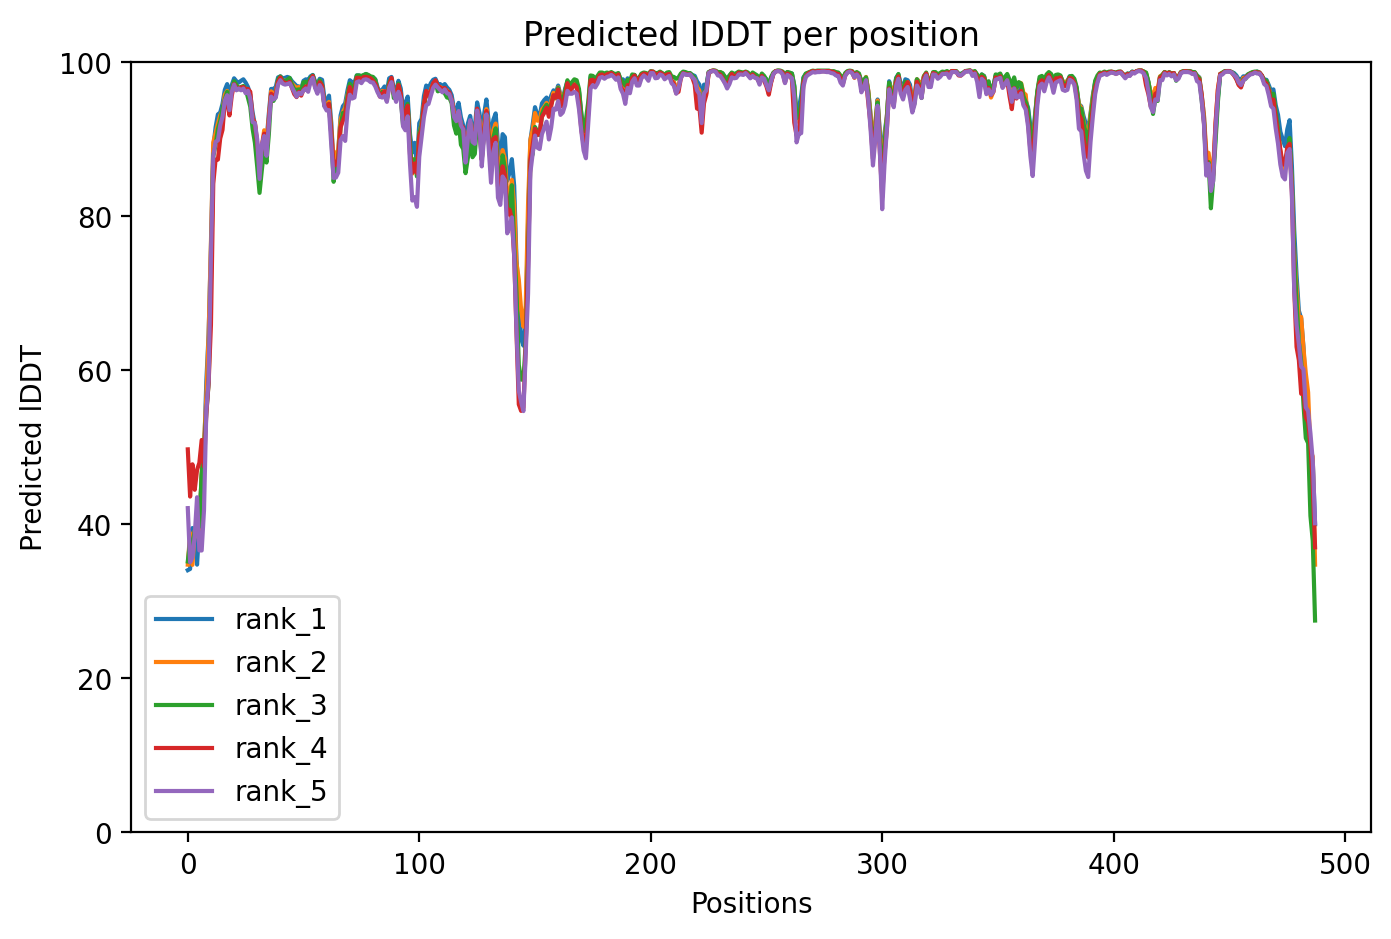 Predicted lDDT per position
100
80
60
40
20
0
Predicted lDDT
rank_1
rank_2
rank_3
rank_4
rank_5
0 100 200 300 400 500
Positions